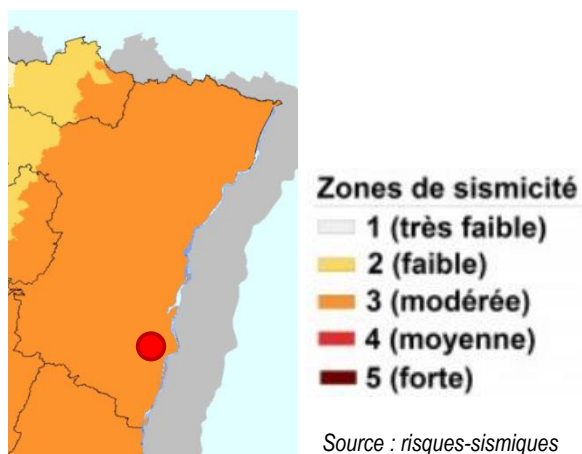 Zones de sismicité
1 (très faible)
2 (faible)
3 (modérée)
4 (moyenne)
5 (forte)
Source : risques-sismiques